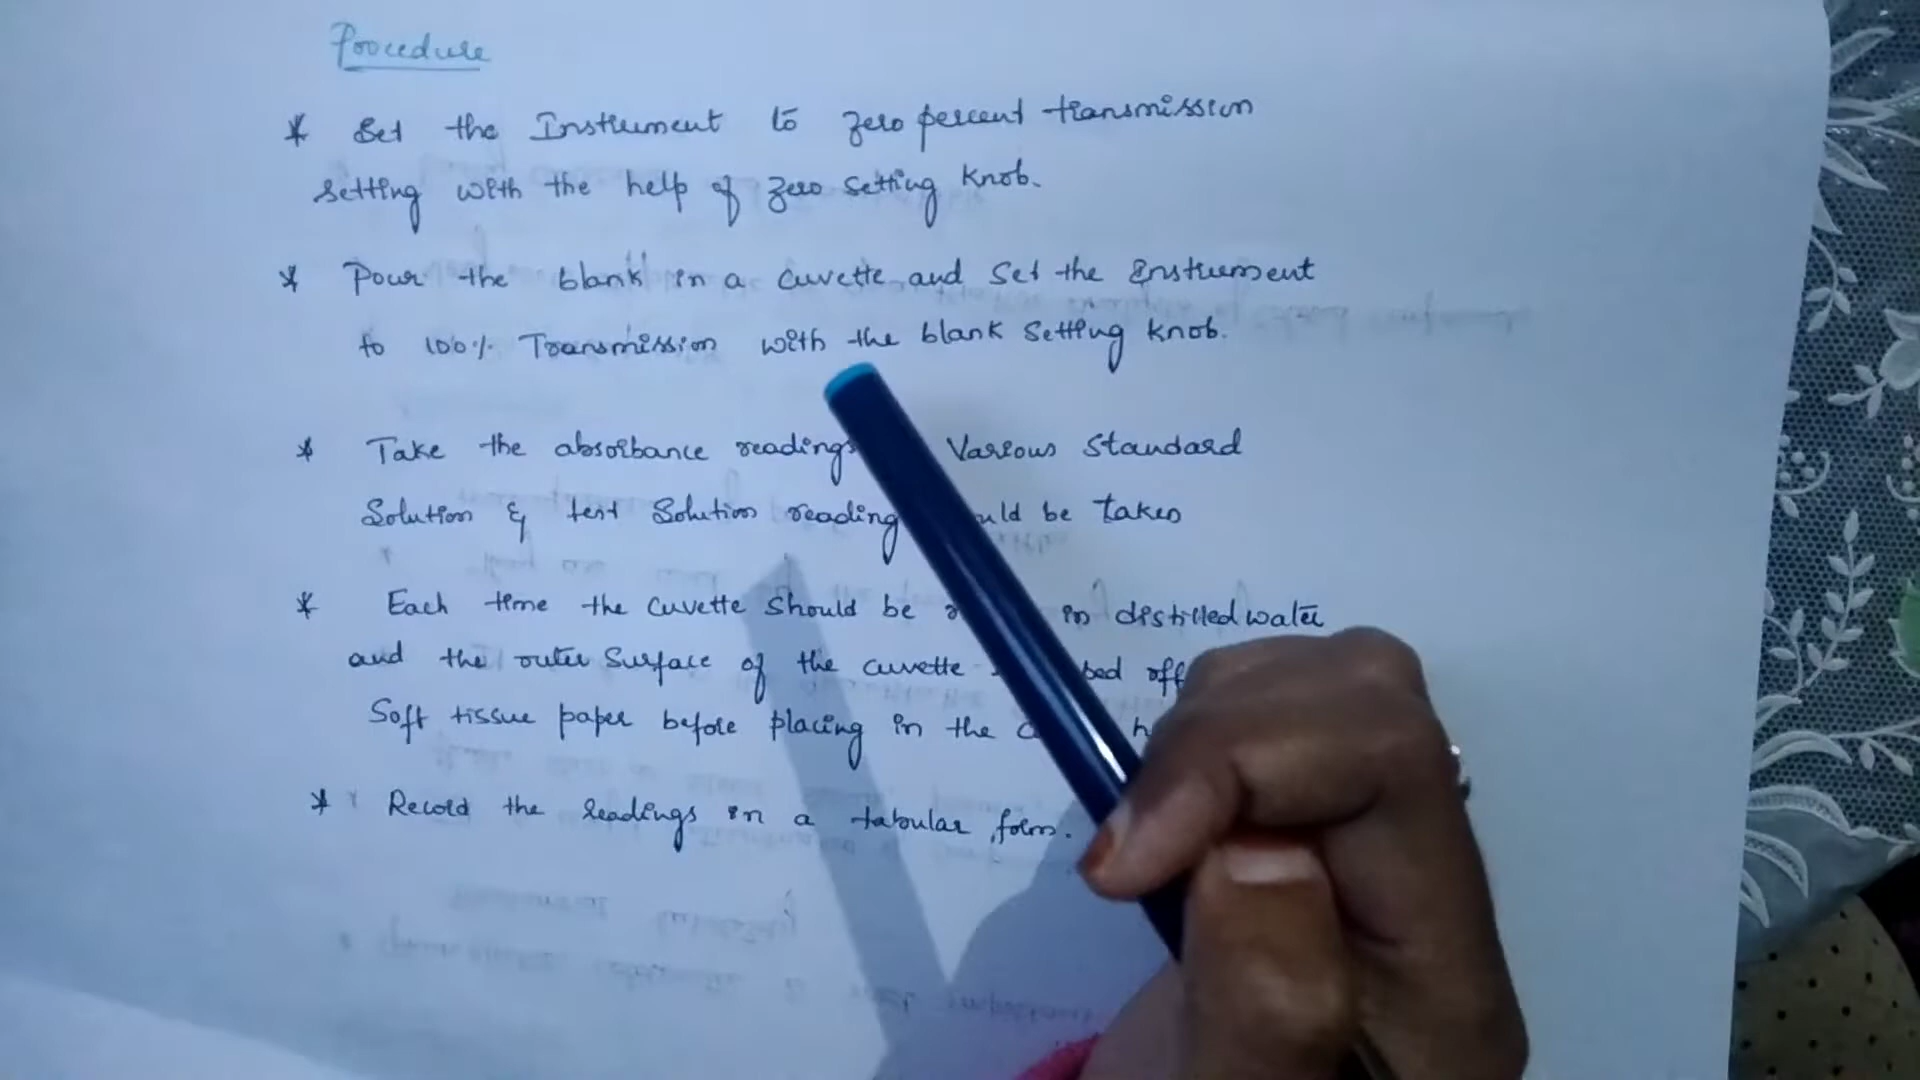 Procedure
* Set the Instrument to zero percent transmission
setting with the help of zero setting knob.
* Pour the blank in a cuvette and set the Instrument
to 100% Transmission with the blank setting knob.
* Take the absorbance readings Various Standard
Solution & test Solution reading be taken
* Each time the cuvette should be in distilled water
and the outer surface of the cuvette off
Soft tissue paper before placing in the
* Record the readings in a tabular form.